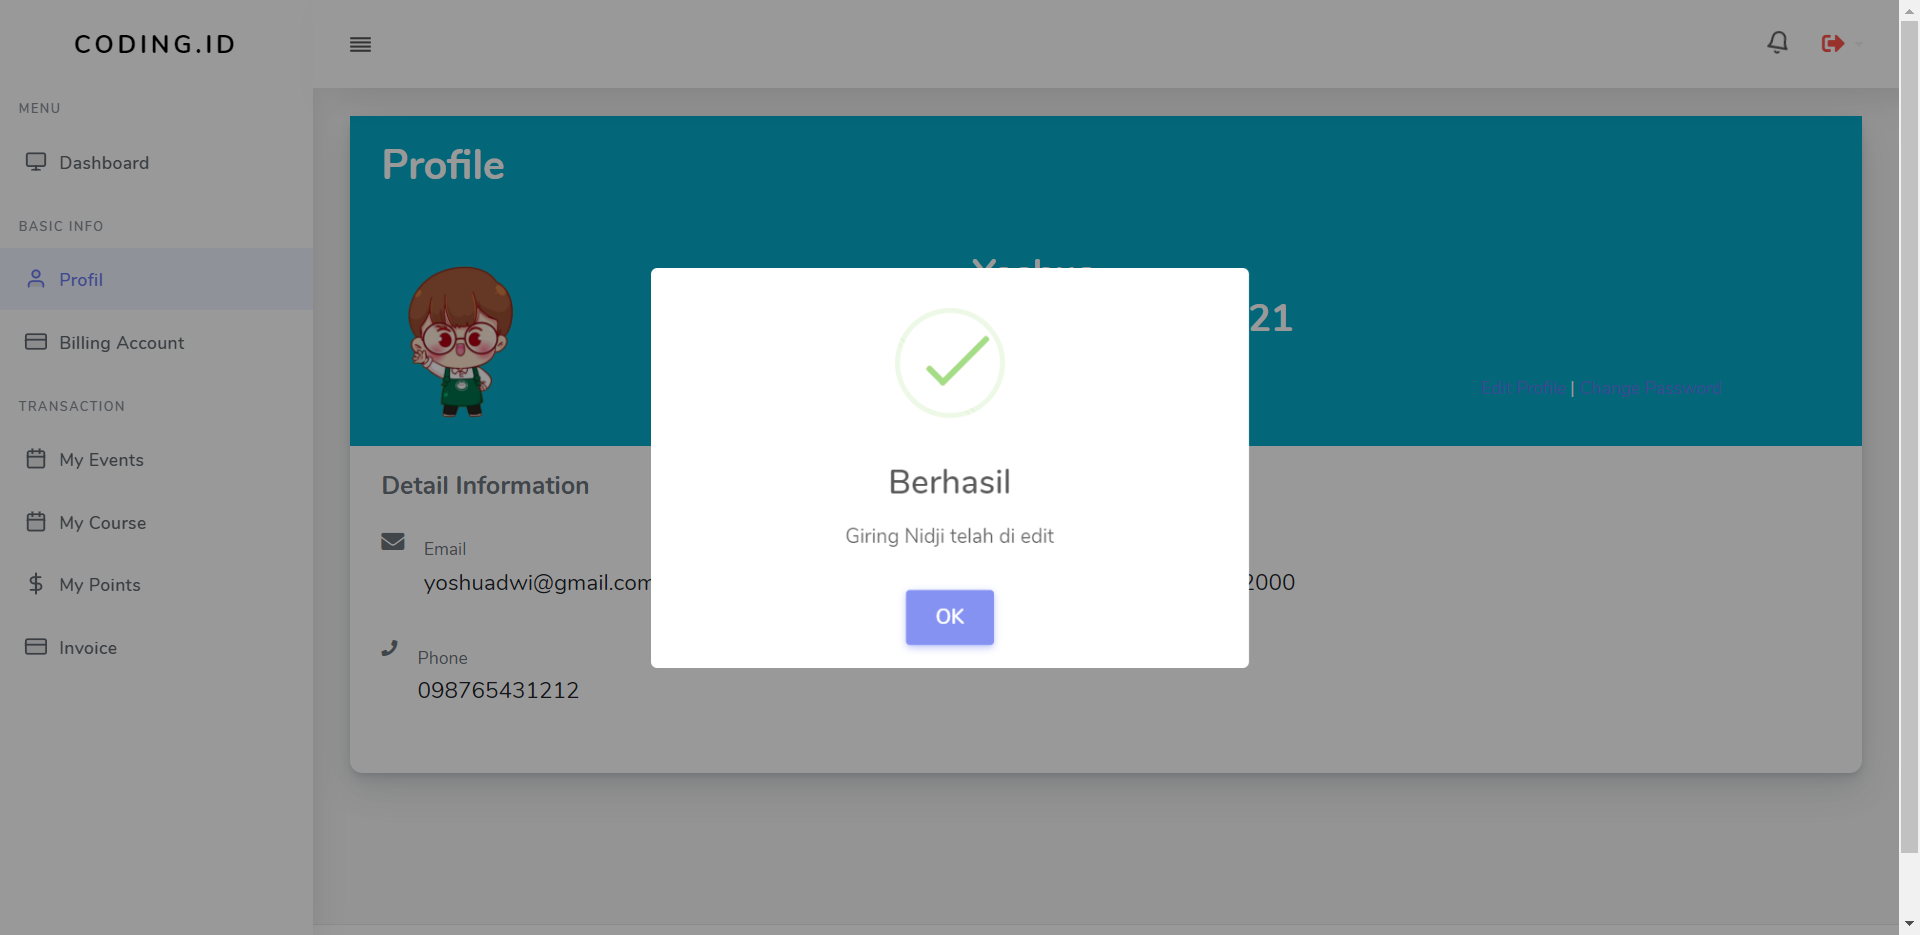 CODING.ID
MENU
Dashboard
BASIC INFO
Profil
Billing Account
TRANSACTION
My Events
My Course
My Points
Invoice
Profile
21
Edit Profile | Change Password
Berhasil
Giring Nidji telah di edit
OK
Detail Information
Email
yoshuadwi@gmail.com
2000
Phone
098765431212